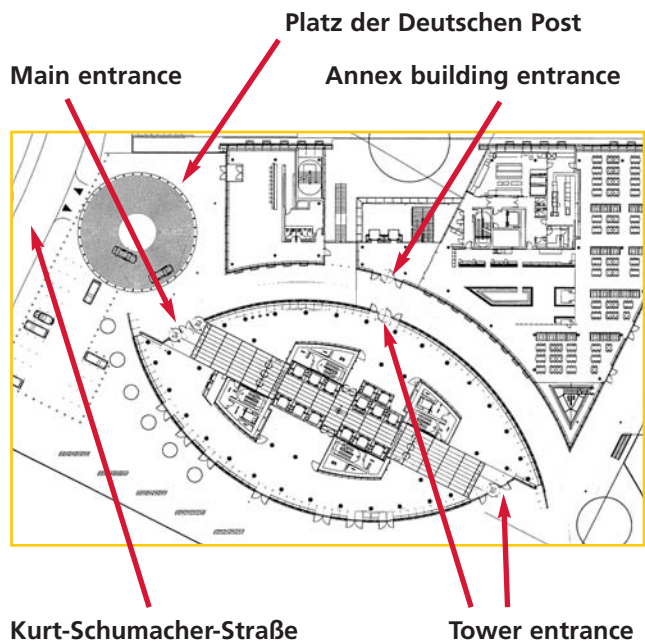 Platz der Deutschen Post
Main entrance
Annex building entrance
Kurt-Schumacher-Straße
Tower entrance